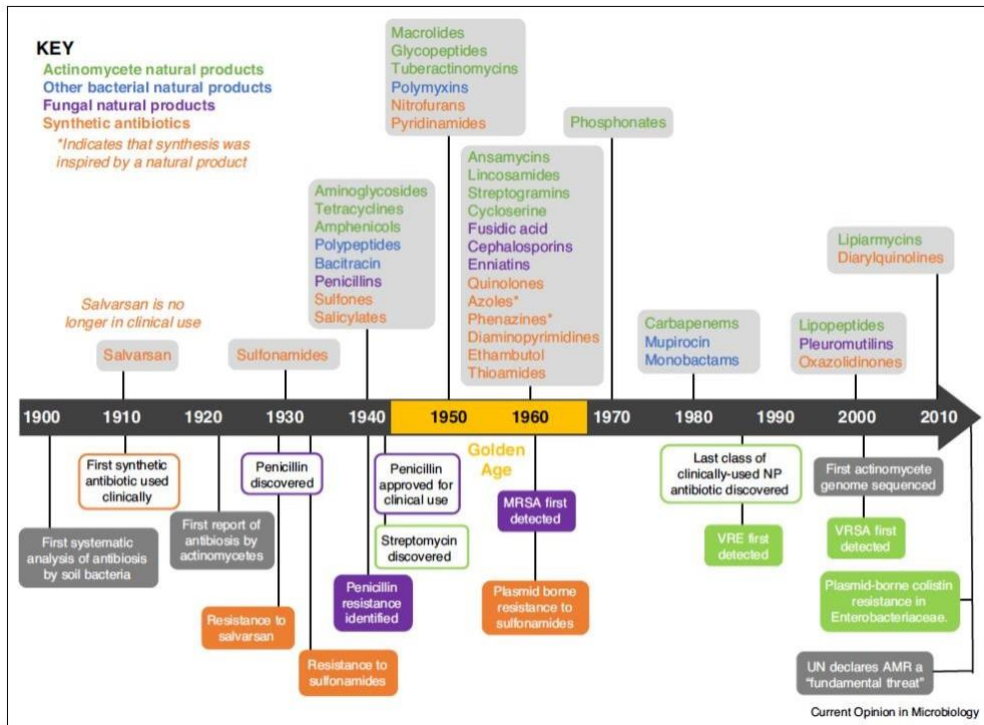 KEY
Actinomycete natural products
Other bacterial natural products
Fungal natural products
Synthetic antibiotics
*Indicates that synthesis was
inspired by a natural product
Macrolides
Glycopeptides
Tuberactinomycins
Polymyxins
Nitrofurans
Pyridinamides
Phosphonates
Aminoglycosides
Tetracyclines
Amphenicols
Polypeptides
Bacitracin
Penicillins
Sulfones
Salicylates
Ansamycins
Lincosamides
Streptogramins
Cycloserine
Fusidic acid
Cephalosporins
Enniatins
Quinolones
Azoles*
Phenazines*
Diaminopyrimidines
Ethambutol
Thioamides
Lipiarmycins
Diarylquinolines
Salvarsan is no
longer in clinical use
Salvarsan
Sulfonamides
Carbapenems
Mupirocin
Monobactams
Lipopeptides
Pleuromutilins
Oxazolidinones
1900 1910 1920 1930 1940 1950 1960 1970 1980 1990 2000 2010
Golden
Age
First synthetic
antibiotic used
clinically
Penicillin
discovered
Penicillin
approved for
clinical use
MRSA first
detected
Last class of
clinically-used NP
antibiotic discovered
First actinomycete
genome sequenced
First systematic
analysis of antibiosis
by soil bacteria
First report of
antibiosis by
actinomycetes
Streptomycin
discovered
VRE first
detected
VRSA first
detected
Resistance to
salvarsan
Penicillin
resistance
identified
Plasmid borne
resistance to
sulfonamides
Plasmid-borne colistin
resistance in
Enterobacteriaceae.
Resistance to
sulfonamides
UN declares AMR a
“fundamental threat”
Current Opinion in Microbiology